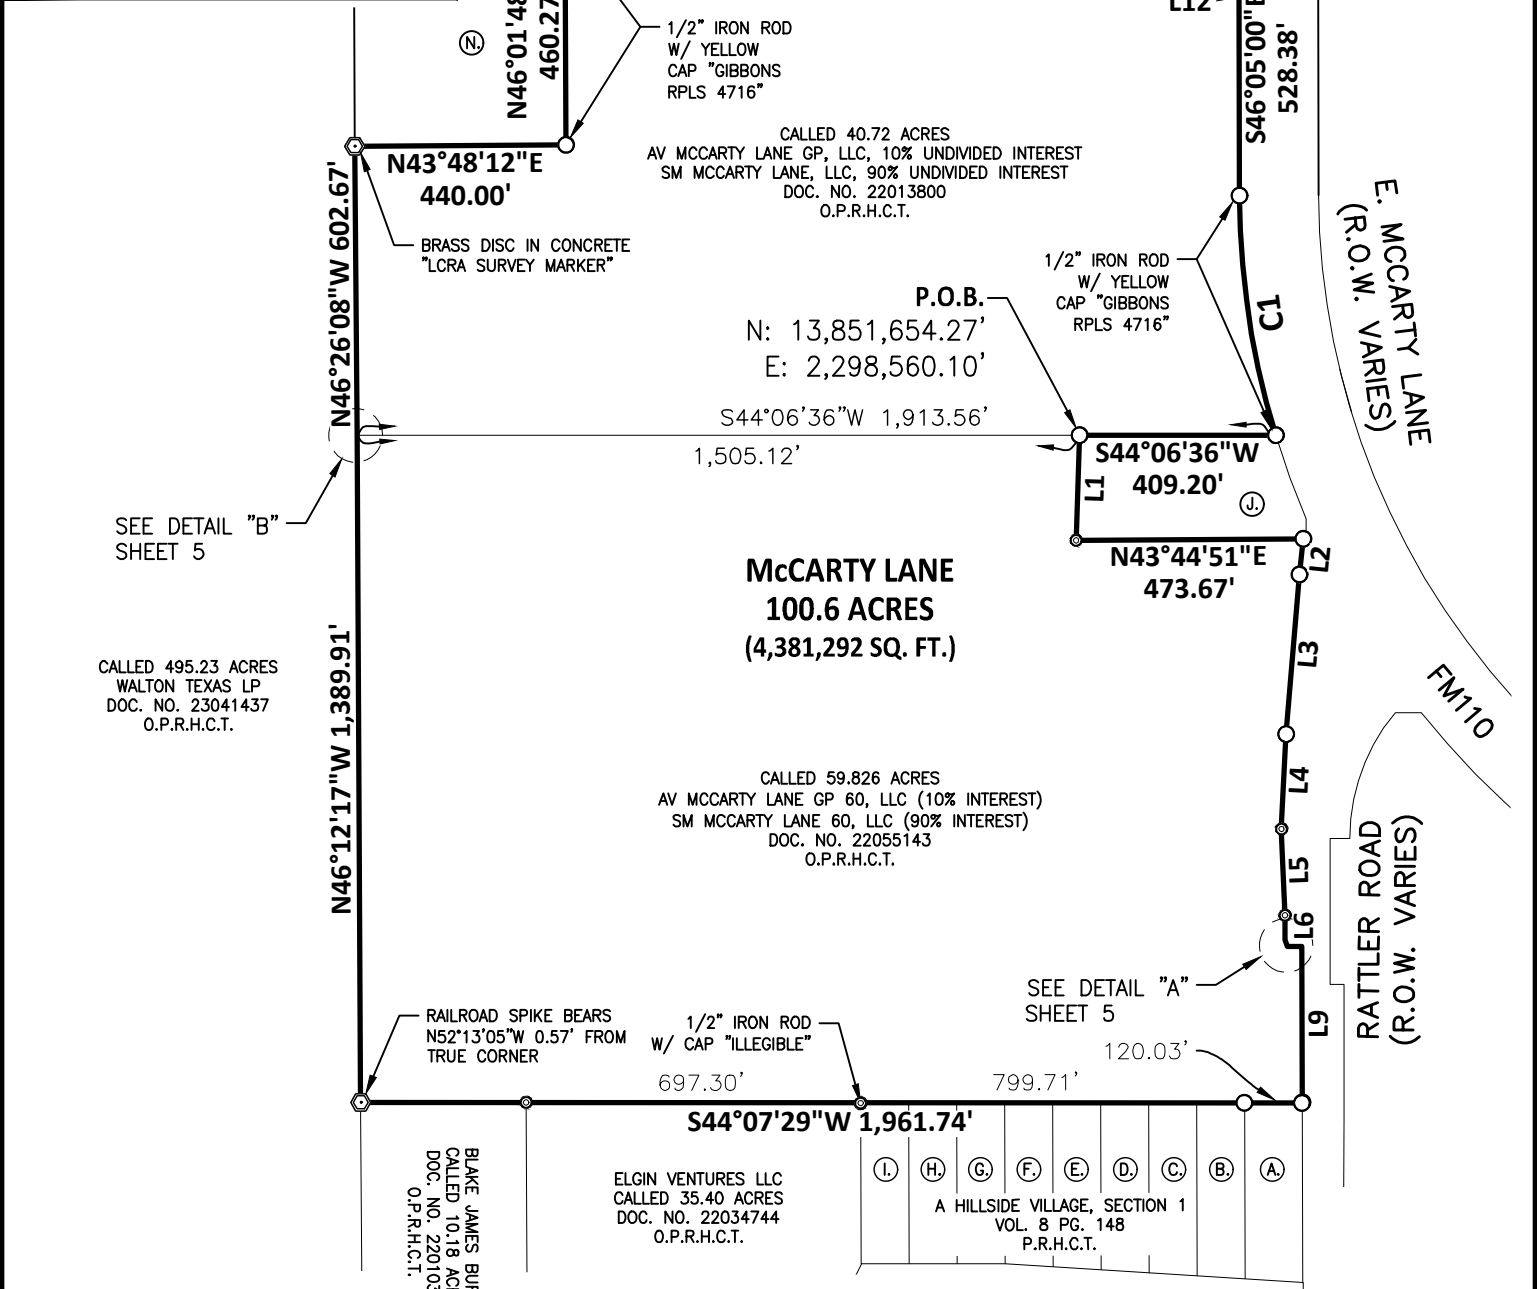 L12
N46°01'48
460.27
N.
1/2" IRON ROD
W/ YELLOW
CAP "GIBBONS
RPLS 4716"
S46°05'00"E
528.38'
CALLED 40.72 ACRES
AV MCCARTY LANE GP, LLC, 10% UNDIVIDED INTEREST
SM MCCARTY LANE, LLC, 90% UNDIVIDED INTEREST
DOC. NO. 22013800
O.P.R.H.C.T.
N43°48'12"E
440.00'
N46°26'08"W 602.67'
BRASS DISC IN CONCRETE
"LCRA SURVEY MARKER"
E. MCCARTY LANE
(R.O.W. VARIES)
1/2" IRON ROD
W/ YELLOW
CAP "GIBBONS
RPLS 4716"
P.O.B.
N: 13,851,654.27'
E: 2,298,560.10'
C1
S44°06'36"W 1,913.56'
1,505.12'
S44°06'36"W
409.20'
L1
J.
SEE DETAIL "B"
SHEET 5
N43°44'51"E
473.67'
L2
McCARTY LANE
100.6 ACRES
(4,381,292 SQ. FT.)
L3
CALLED 495.23 ACRES
WALTON TEXAS LP
DOC. NO. 23041437
O.P.R.H.C.T.
N46°12'17"W 1,389.91'
FM110
L4
CALLED 59.826 ACRES
AV MCCARTY LANE GP 60, LLC (10% INTEREST)
SM MCCARTY LANE 60, LLC (90% INTEREST)
DOC. NO. 22055143
O.P.R.H.C.T.
L5
L6
RATTLER ROAD
(R.O.W. VARIES)
SEE DETAIL "A"
SHEET 5
L9
RAILROAD SPIKE BEARS
N52°13'05"W 0.57' FROM
TRUE CORNER
1/2" IRON ROD
W/ CAP "ILLEGIBLE"
120.03'
697.30'
799.71'
S44°07'29"W 1,961.74'
BLAKE JAMES
CALLED 10.18
DOC. NO.
O.P.R.H.C.T.
ELGIN VENTURES LLC
CALLED 35.40 ACRES
DOC. NO. 22034744
O.P.R.H.C.T.
I.
H.
G.
F.
E.
D.
C.
B.
A.
A HILLSIDE VILLAGE, SECTION 1
VOL. 8 PG. 148
P.R.H.C.T.